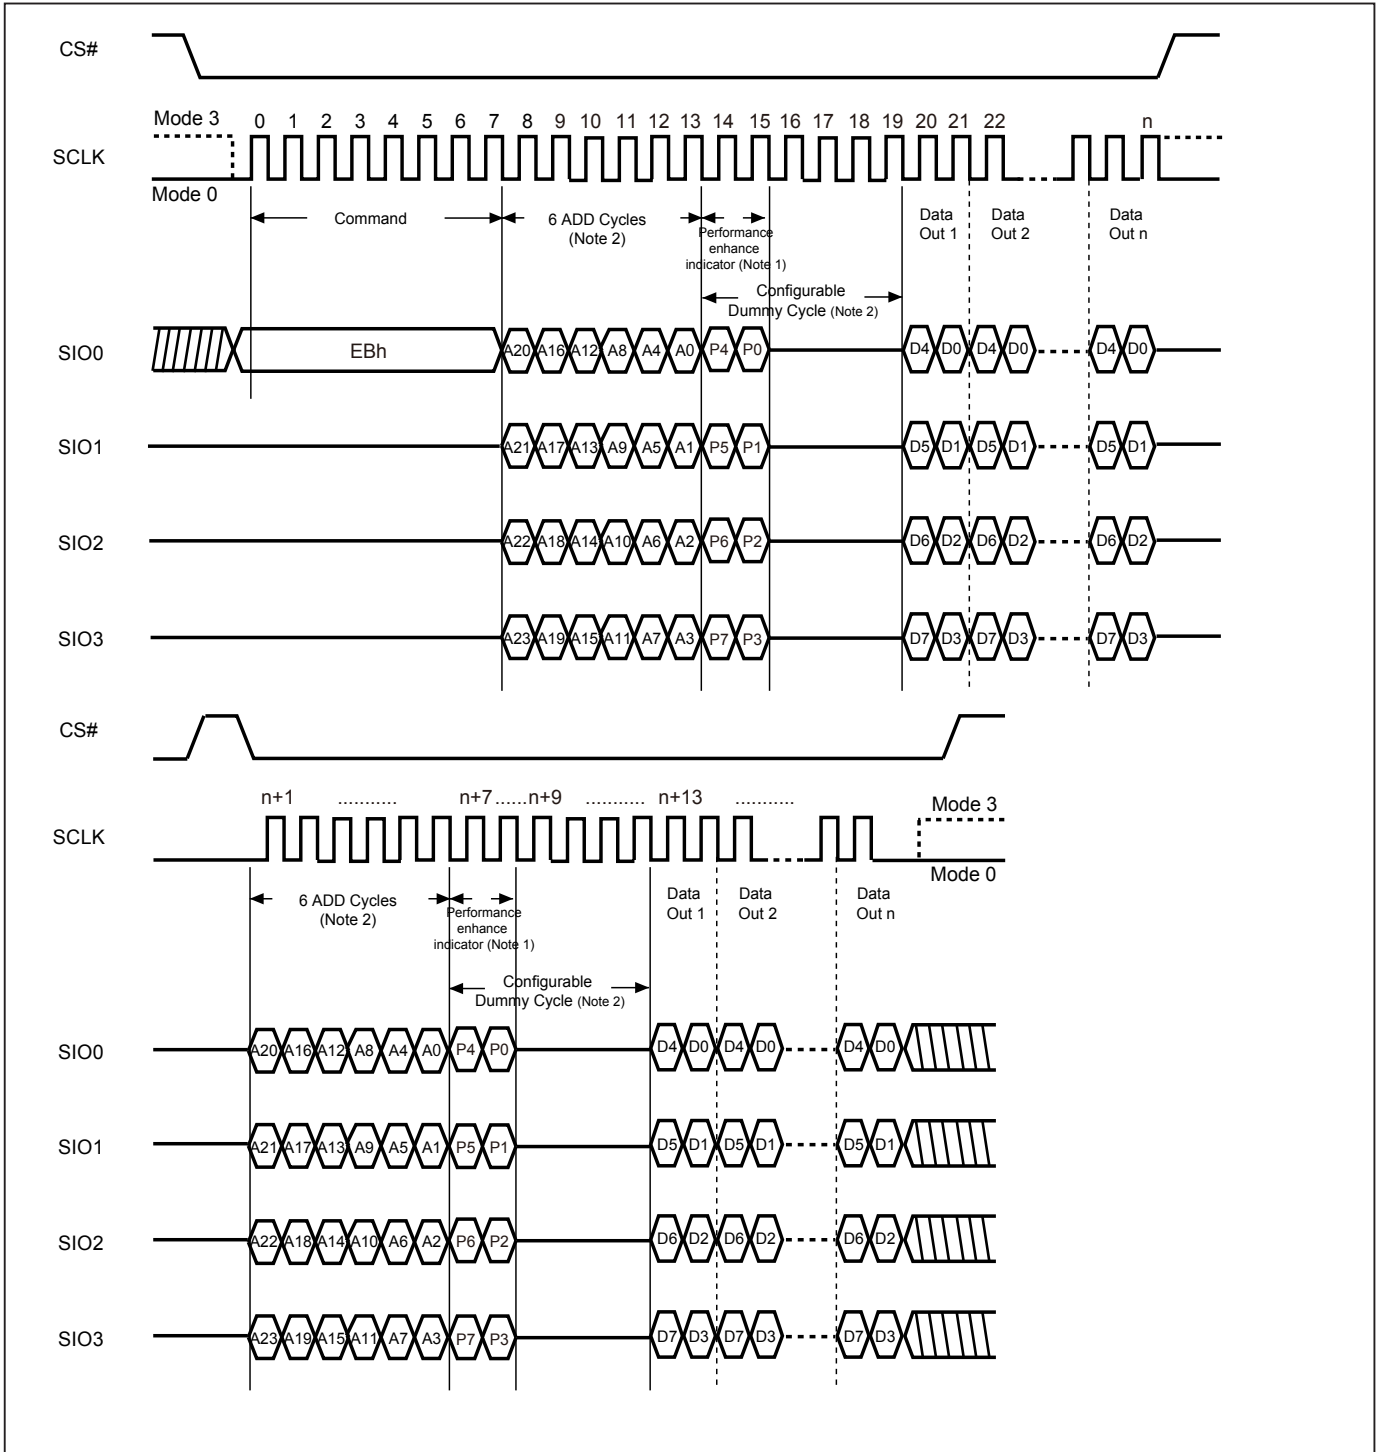 CS#
Mode 3
0 1 2 3 4 5 6 7 8 9 10 11 12 13 14 15 16 17 18 19 20 21 22 n
SCLK
Mode 0
Command
6 ADD Cycles
(Note 2)
Performance
enhance
indicator (Note 1)
Data
Out 1
Data
Out 2
Data
Out n
Configurable
Dummy Cycle (Note 2)
SIO0 EBh A20 A16 A12 A8 A4 A0 P4 P0 D4 D0 D4 D0 D4 D0
SIO1 A21 A17 A13 A9 A5 A1 P5 P1 D5 D1 D5 D1 D5 D1
SIO2 A22 A18 A14 A10 A6 A2 P6 P2 D6 D2 D6 D2 D6 D2
SIO3 A23 A19 A15 A11 A7 A3 P7 P3 D7 D3 D7 D3 D7 D3
CS#
n+1 ........... n+7......n+9 ........... n+13 ...........
Mode 3
SCLK
Mode 0
6 ADD Cycles
(Note 2)
Performance
enhance
indicator (Note 1)
Data
Out 1
Data
Out 2
Data
Out n
Configurable
Dummy Cycle (Note 2)
SIO0 A20 A16 A12 A8 A4 A0 P4 P0 D4 D0 D4 D0 D4 D0
SIO1 A21 A17 A13 A9 A5 A1 P5 P1 D5 D1 D5 D1 D5 D1
SIO2 A22 A18 A14 A10 A6 A2 P6 P2 D6 D2 D6 D2 D6 D2
SIO3 A23 A19 A15 A11 A7 A3 P7 P3 D7 D3 D7 D3 D7 D3